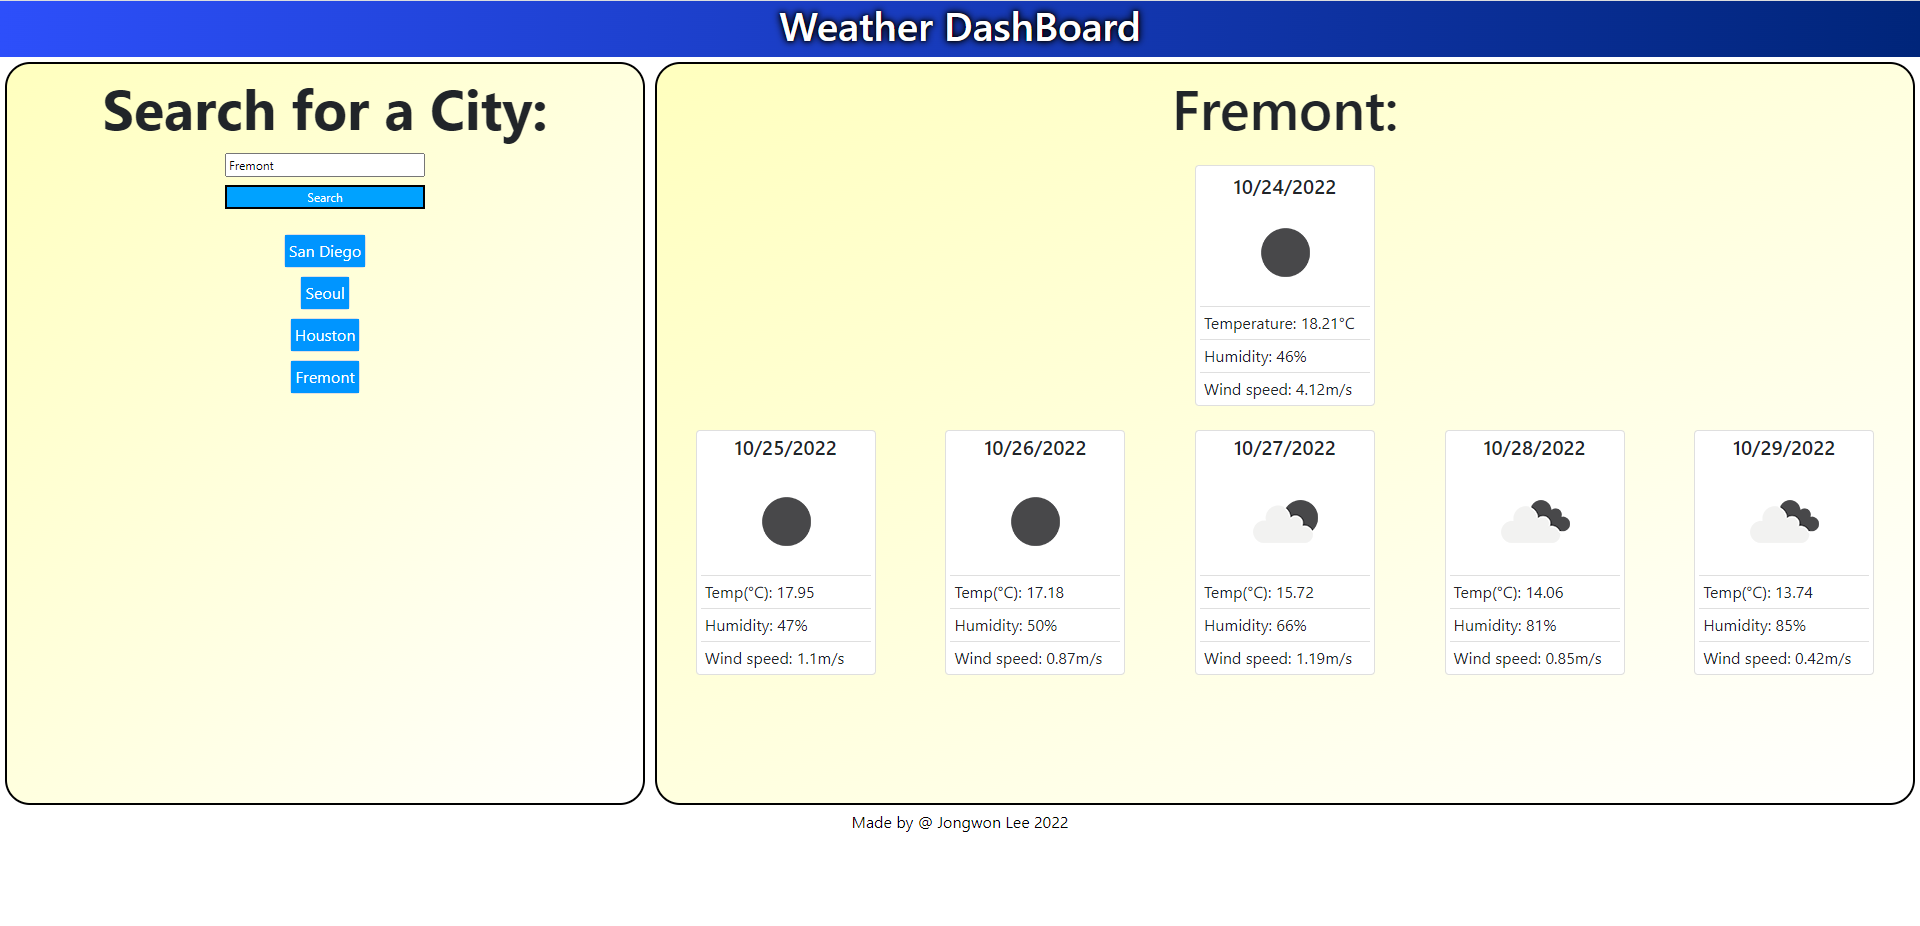 Weather DashBoard
Search for a City:
Fremont
Search
San Diego
Seoul
Houston
Fremont
Fremont:
10/24/2022
Temperature: 18.21°C
Humidity: 46%
Wind speed: 4.12m/s
10/25/2022
Temp(°C): 17.95
Humidity: 47%
Wind speed: 1.1m/s
10/26/2022
Temp(°C): 17.18
Humidity: 50%
Wind speed: 0.87m/s
10/27/2022
Temp(°C): 15.72
Humidity: 66%
Wind speed: 1.19m/s
10/28/2022
Temp(°C): 14.06
Humidity: 81%
Wind speed: 0.85m/s
10/29/2022
Temp(°C): 13.74
Humidity: 85%
Wind speed: 0.42m/s
Made by @ Jongwon Lee 2022